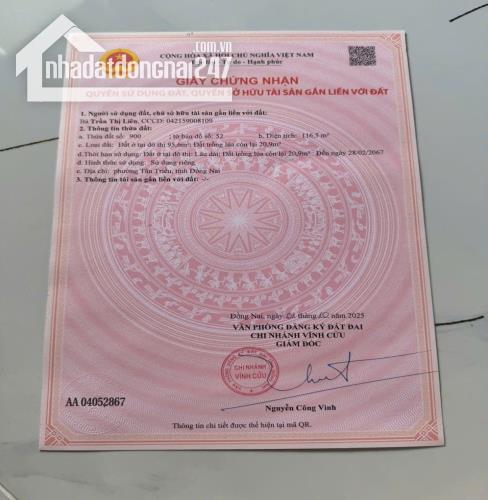 .com.vn
nhadatdongnai247
CỘNG HÒA XÃ HỘI CHỦ NGHĨA VIỆT NAM
Tự do - Hạnh phúc
GIẤY CHỨNG NHẬN
QUYỀN SỬ DỤNG ĐẤT, QUYỀN SỞ HỮU TÀI SẢN GẮN LIỀN VỚI ĐẤT
1. Người sử dụng đất, chủ sở hữu tài sản gắn liền với đất:
Bà Trần Thị Liên, CCCD: 042159008109
2. Thông tin thửa đất:
a. Thửa đất số: 900 ; tờ bản đồ số: 52 b. Diện tích: 116,5 m²
c. Loại đất: Đất ở tại đô thị 95,6m²; Đất trồng lúa còn lại 20,9m².
d.Thời hạn sử dụng: Đất ở tại đô thị: Lâu dài; Đất trồng lúa còn lại 20,9m²: Đến ngày 28/02/2067
đ. Hình thức sử dụng: Sử dụng riêng
e. Địa chỉ: phường Tân Triều, tỉnh Đồng Nai
3. Thông tin tài sản gắn liền với đất: -/-
Đồng Nai, ngày tháng năm 2025
VĂN PHÒNG ĐĂNG KÝ ĐẤT ĐAI
CHI NHÁNH VĨNH CỬU
GIÁM ĐỐC
CHI NHÁNH
VĨNH CỬU
AA 04052867
Nguyễn Công Vinh
Thông tin chi tiết được thể hiện tại mã QR.